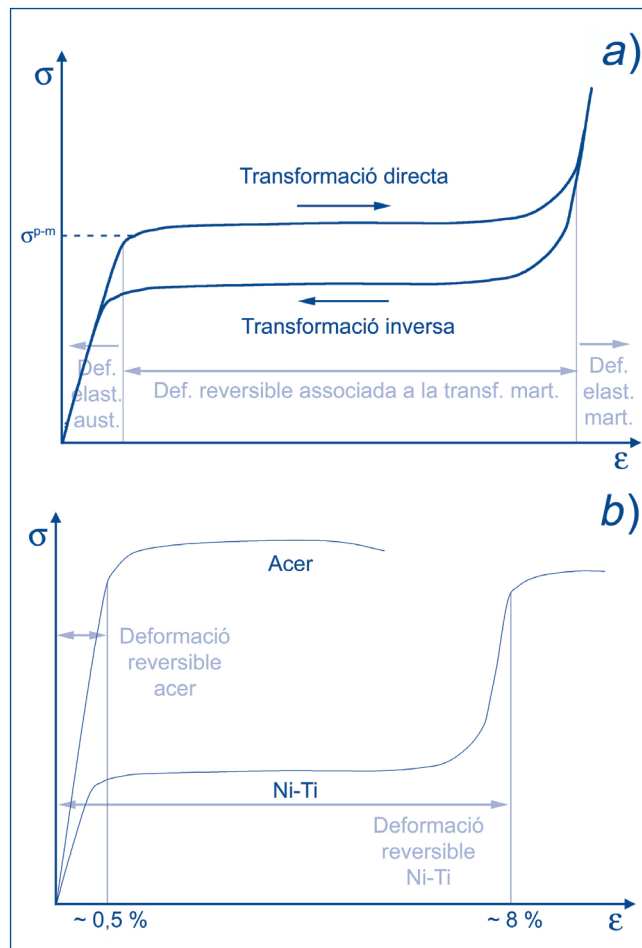 a)
σ
Transformació directa
σp-m
Transformació inversa
Def.
elast.
aust.
Def. reversible associada a la transf. mart.
Def.
elast.
mart.
ε
b)
σ
Acer
Deformació
reversible
acer
Ni-Ti
Deformació
reversible
Ni-Ti
~ 0,5 %
~ 8 %
ε